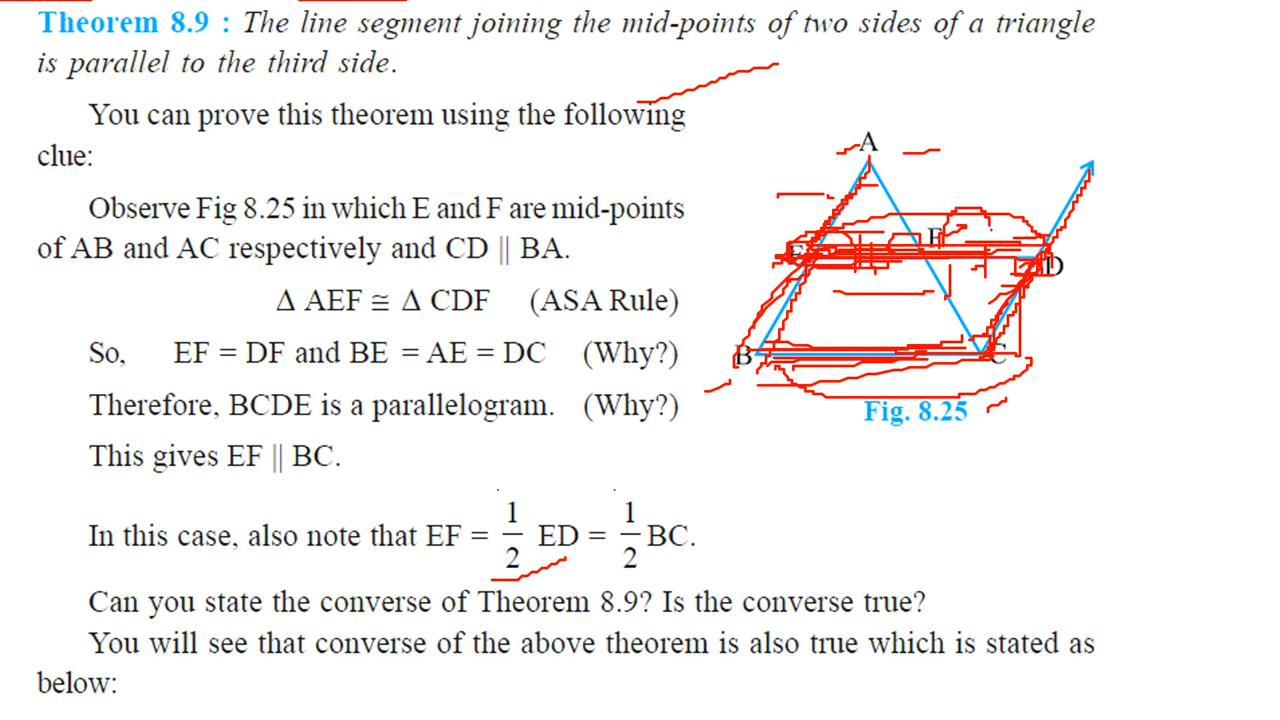 Theorem 8.9 : The line segment joining the mid-points of two sides of a triangle
is parallel to the third side.
You can prove this theorem using the following
clue:
Observe Fig 8.25 in which E and F are mid-points
of AB and AC respectively and CD || BA.
Δ AEF ≅ Δ CDF (ASA Rule)
So, EF = DF and BE = AE = DC (Why?)
Therefore, BCDE is a parallelogram. (Why?)
This gives EF || BC.
In this case, also note that EF = 1/2 ED = 1/2 BC.
Can you state the converse of Theorem 8.9? Is the converse true?
You will see that converse of the above theorem is also true which is stated as
below:
A
E
F
D
B
C
Fig. 8.25